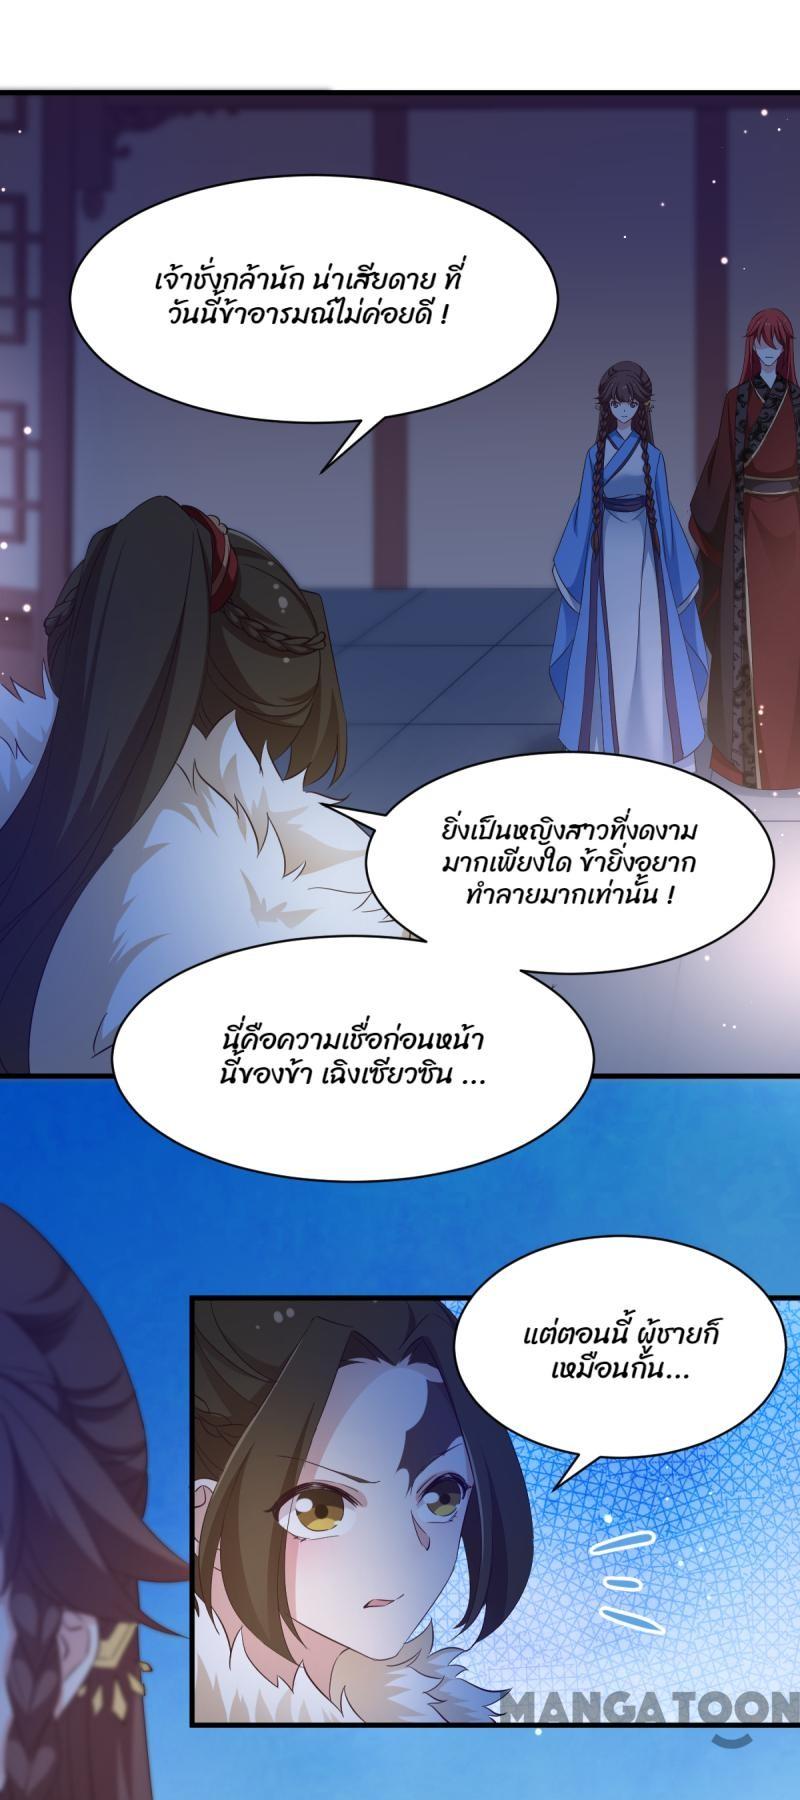 เจ้าชั่งกล้านัก น่าเสียดาย ที่
วันนี้ข้าอารมณ์ไม่ค่อยดี !
ยิ่งเป็นหญิงสาวที่งดงาม
มากเพียงใด ข้ายิ่งอยาก
ทำลายมากเท่านั้น !
นี่คือความเชื่อก่อนหน้า
นี้ของข้า เฉิงเซียวซิน ...
แต่ตอนนี้ ผู้ชายก็
เหมือนกัน...
MANGATOON